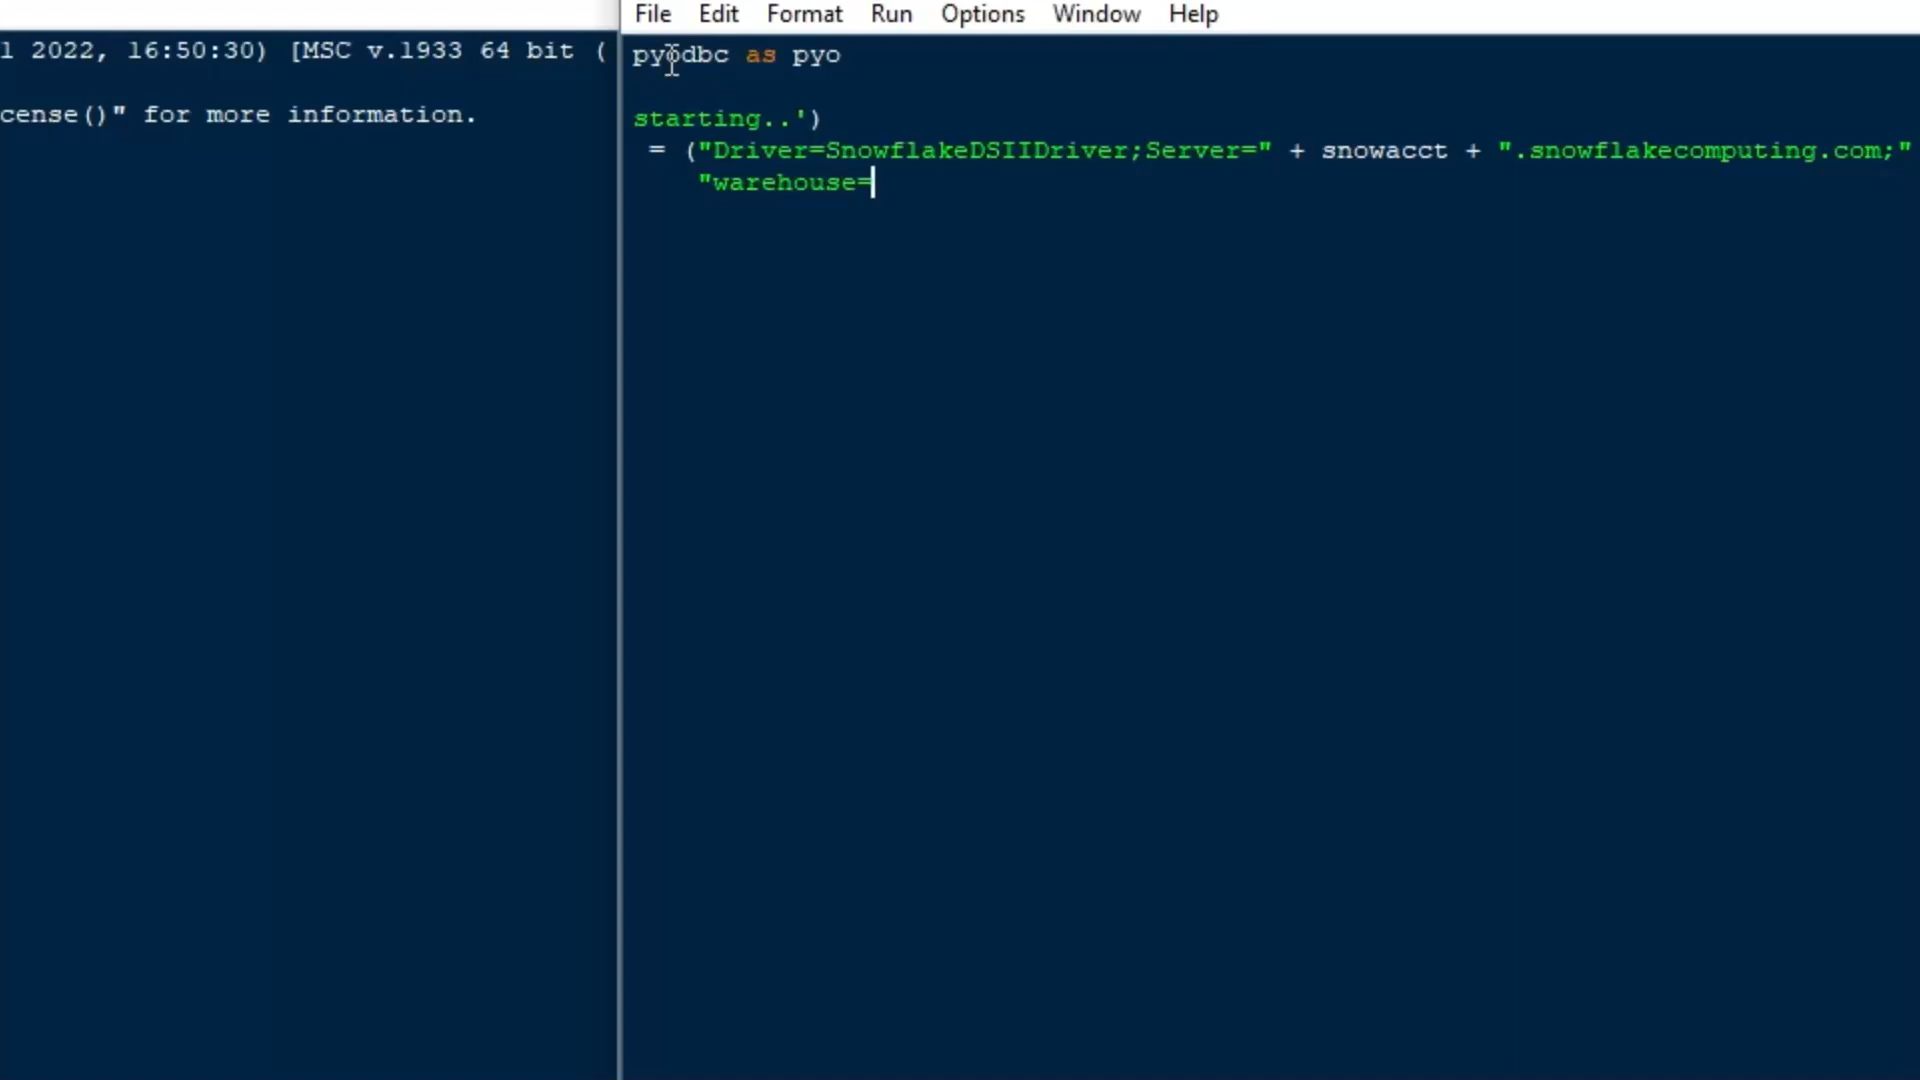 l 2022, 16:50:30) [MSC v.1933 64 bit (
cense()" for more information.
File Edit Format Run Options Window Help
pyodbc as pyo
starting..')
= ("Driver=SnowflakeDSIIDriver;Server=" + snowacct + ".snowflakecomputing.com;"
"warehouse=